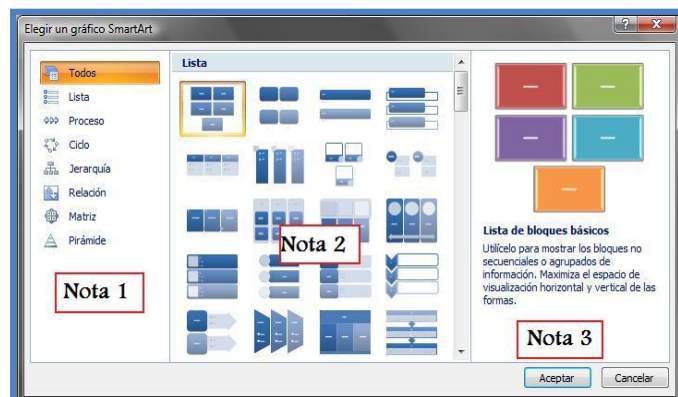 Elegir un gráfico SmartArt
Todos
Lista
Proceso
Ciclo
Jerarquía
Relación
Matriz
Pirámide
Nota 1
Lista
Nota 2
Lista de bloques básicos
Utilícelo para mostrar los bloques no
secuenciales o agrupados de
información. Maximiza el espacio de
visualización horizontal y vertical de las
formas.
Nota 3
Aceptar
Cancelar